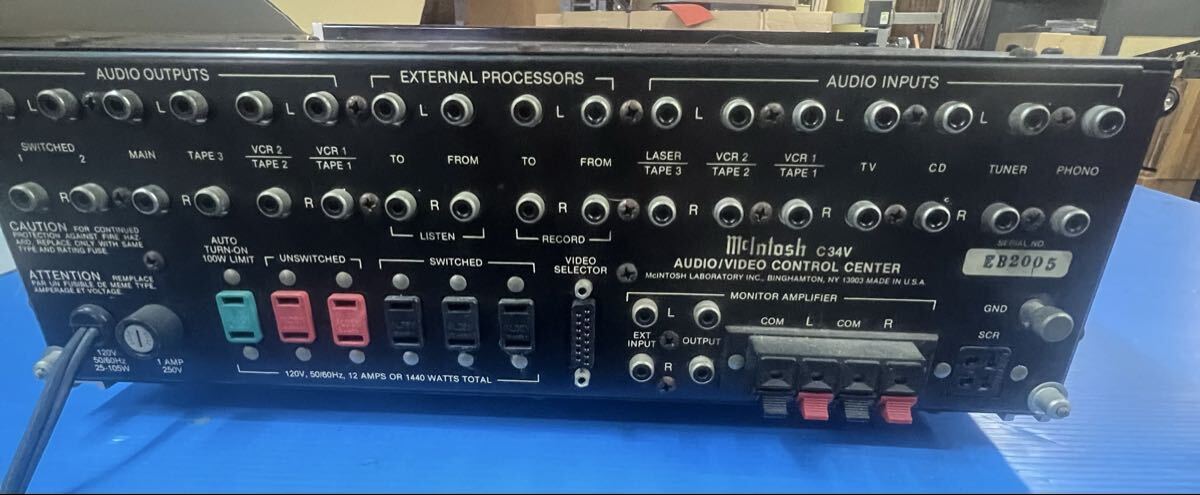 AUDIO OUTPUTS
EXTERNAL PROCESSORS
AUDIO INPUTS
L L L L L L L
SWITCHED
1 2
MAIN
TAPE 3
VCR 2
TAPE 2
VCR 1
TAPE 1
TO
FROM
TO
FROM
LASER
TAPE 3
VCR 2
TAPE 2
VCR 1
TAPE 1
TV
CD
TUNER
PHONO
R R R R R R R R
LISTEN
RECORD
CAUTION FOR CONTINUED
PROTECTION AGAINST FIRE HAZ-
ARD, REPLACE ONLY WITH SAME
TYPE AND RATING FUSE.
ATTENTION REMPLACE
PAR UN FUSIBLE DE MEME TYPE,
AMPERAGE ET VOLTAGE.
120V
50/60Hz
25-105W
1 AMP
250V
AUTO
TURN-ON
100W LIMIT
UNSWITCHED
SWITCHED
120V, 50/60Hz, 12 AMPS OR 1440 WATTS TOTAL
VIDEO
SELECTOR
McIntosh C34V
AUDIO/VIDEO CONTROL CENTER
McINTOSH LABORATORY INC., BINGHAMTON, NY 13903 MADE IN U.S.A.
SERIAL NO.
EB2005
MONITOR AMPLIFIER
L
EXT
INPUT
OUTPUT
R
COM L COM R
GND
SCR